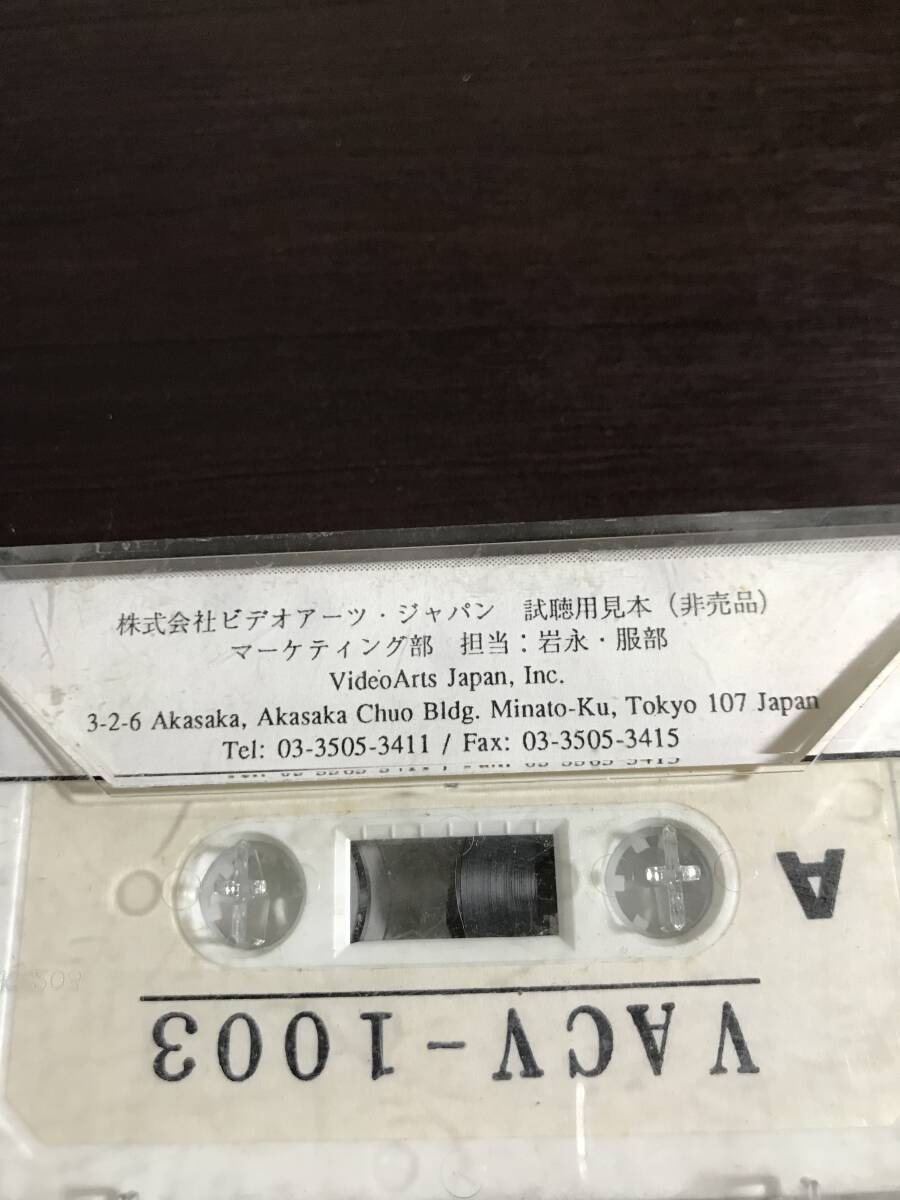 株式会社ビデオアーツ・ジャパン　試聴用見本（非売品）
マーケティング部　担当：岩永・服部
VideoArts Japan, Inc.
3-2-6 Akasaka, Akasaka Chuo Bldg. Minato-Ku, Tokyo 107 Japan
Tel: 03-3505-3411 / Fax: 03-3505-3415
A
VACV-1003